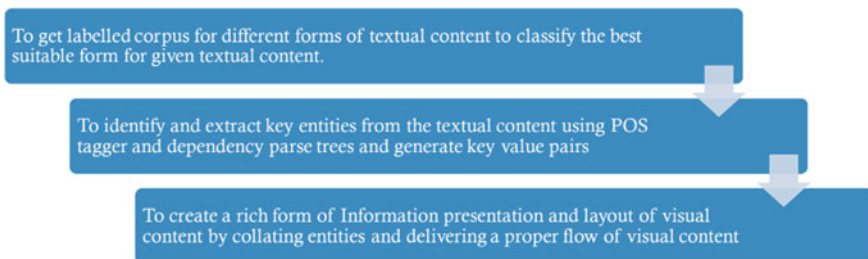 To get labelled corpus for different forms of textual content to classify the best
suitable form for given textual content.
To identify and extract key entities from the textual content using POS
tagger and dependency parse trees and generate key value pairs
To create a rich form of Information presentation and layout of visual
content by collating entities and delivering a proper flow of visual content